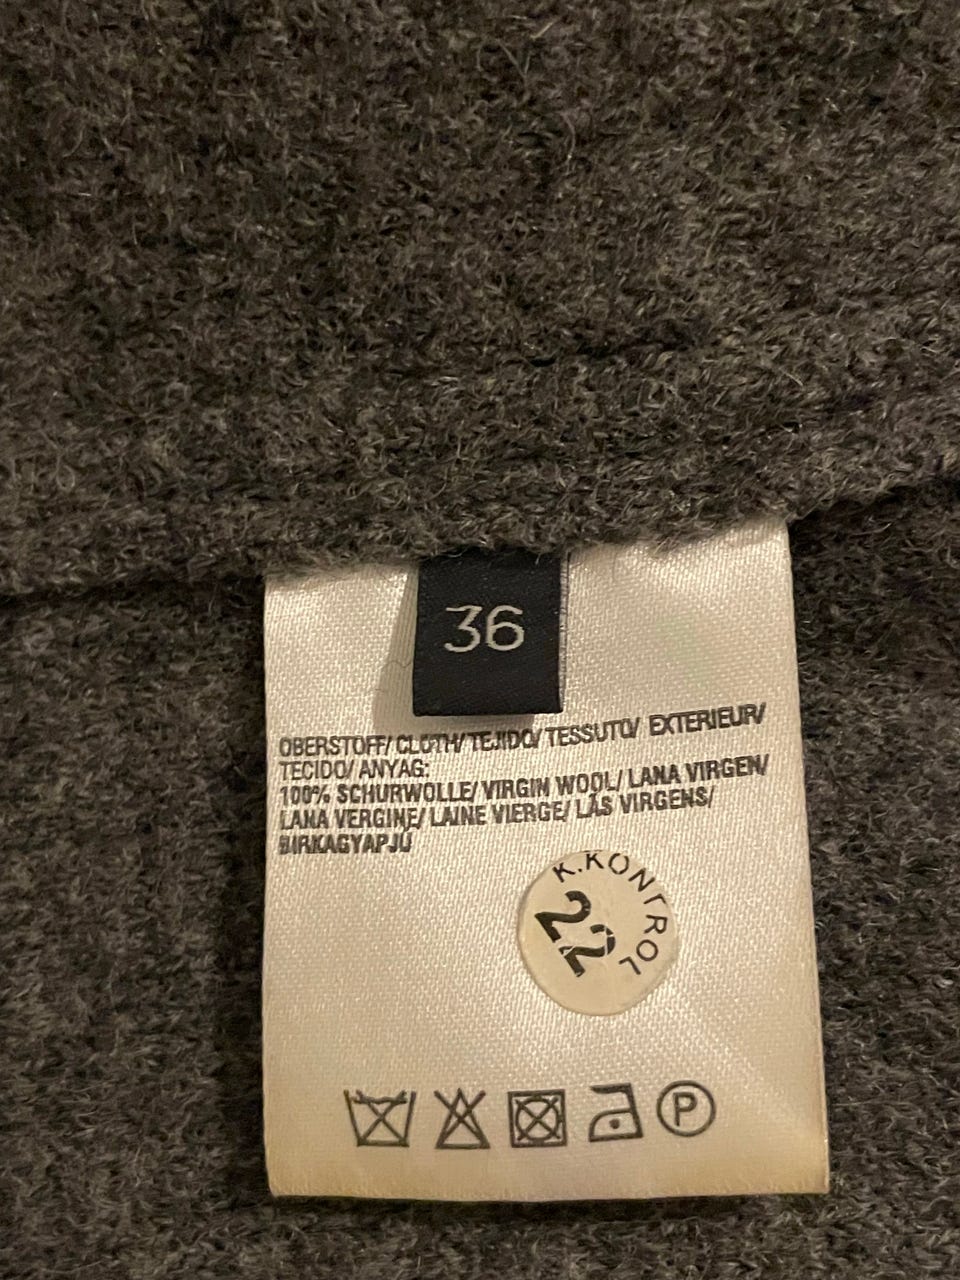 36
OBERSTOFF/ CLOTH/ TEJIDO/ TESSUTO/ EXTERIEUR/
TECIDO/ ANYAG:
100% SCHURWOLLE/ VIRGIN WOOL/ LANA VIRGEN/
LANA VERGINE/ LAINE VIERGE/ LÃS VIRGENS/
BIRKAGYAPJÚ
K.KONTROL
22
P